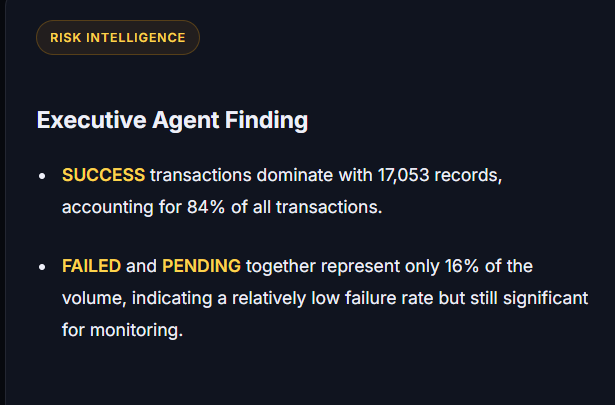 RISK INTELLIGENCE
Executive Agent Finding
• SUCCESS transactions dominate with 17,053 records,
accounting for 84% of all transactions.
• FAILED and PENDING together represent only 16% of the
volume, indicating a relatively low failure rate but still significant
for monitoring.